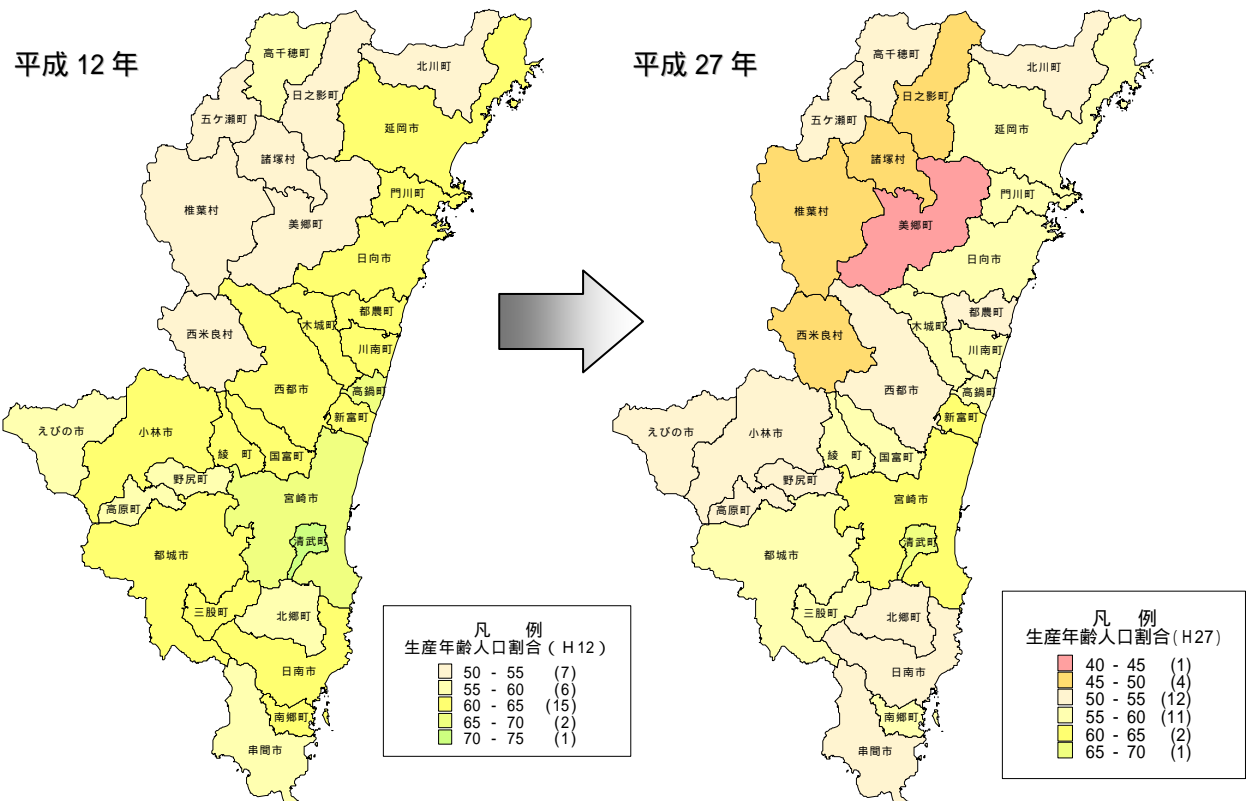 平成 12 年
高千穂町
北川町
日之影町
五ケ瀬町
延岡市
諸塚村
門川町
椎葉村
美郷町
日向市
西米良村
木城町
都農町
川南町
西都市
高鍋町
新富町
えびの市
小林市
綾 町
国富町
野尻町
高原町
宮崎市
清武町
都城市
三股町
北郷町
日南市
南郷町
串間市
凡 例
生産年齢人口割合 ( H12 )
50 - 55 (7)
55 - 60 (6)
60 - 65 (15)
65 - 70 (2)
70 - 75 (1)
平成 27 年
高千穂町
北川町
日之影町
五ケ瀬町
延岡市
諸塚村
門川町
椎葉村
美郷町
日向市
西米良村
木城町
都農町
川南町
西都市
高鍋町
新富町
えびの市
小林市
綾 町
国富町
野尻町
高原町
宮崎市
清武町
都城市
三股町
北郷町
日南市
南郷町
串間市
凡 例
生産年齢人口割合(H27)
40 - 45 (1)
45 - 50 (4)
50 - 55 (12)
55 - 60 (11)
60 - 65 (2)
65 - 70 (1)